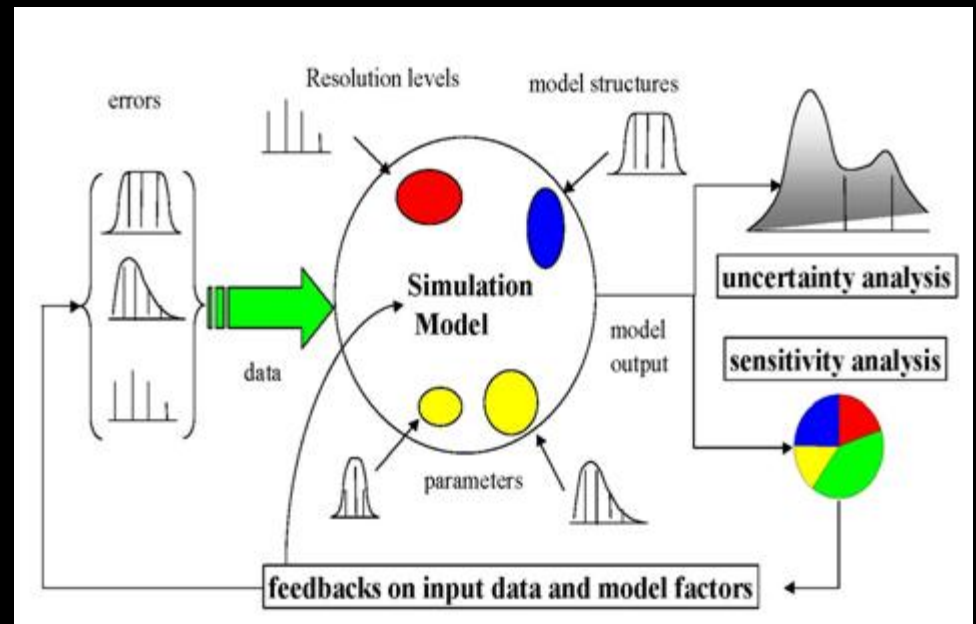 errors
Resolution levels
model structures
Simulation
Model
uncertainty analysis
sensitivity analysis
model
output
data
parameters
feedbacks on input data and model factors